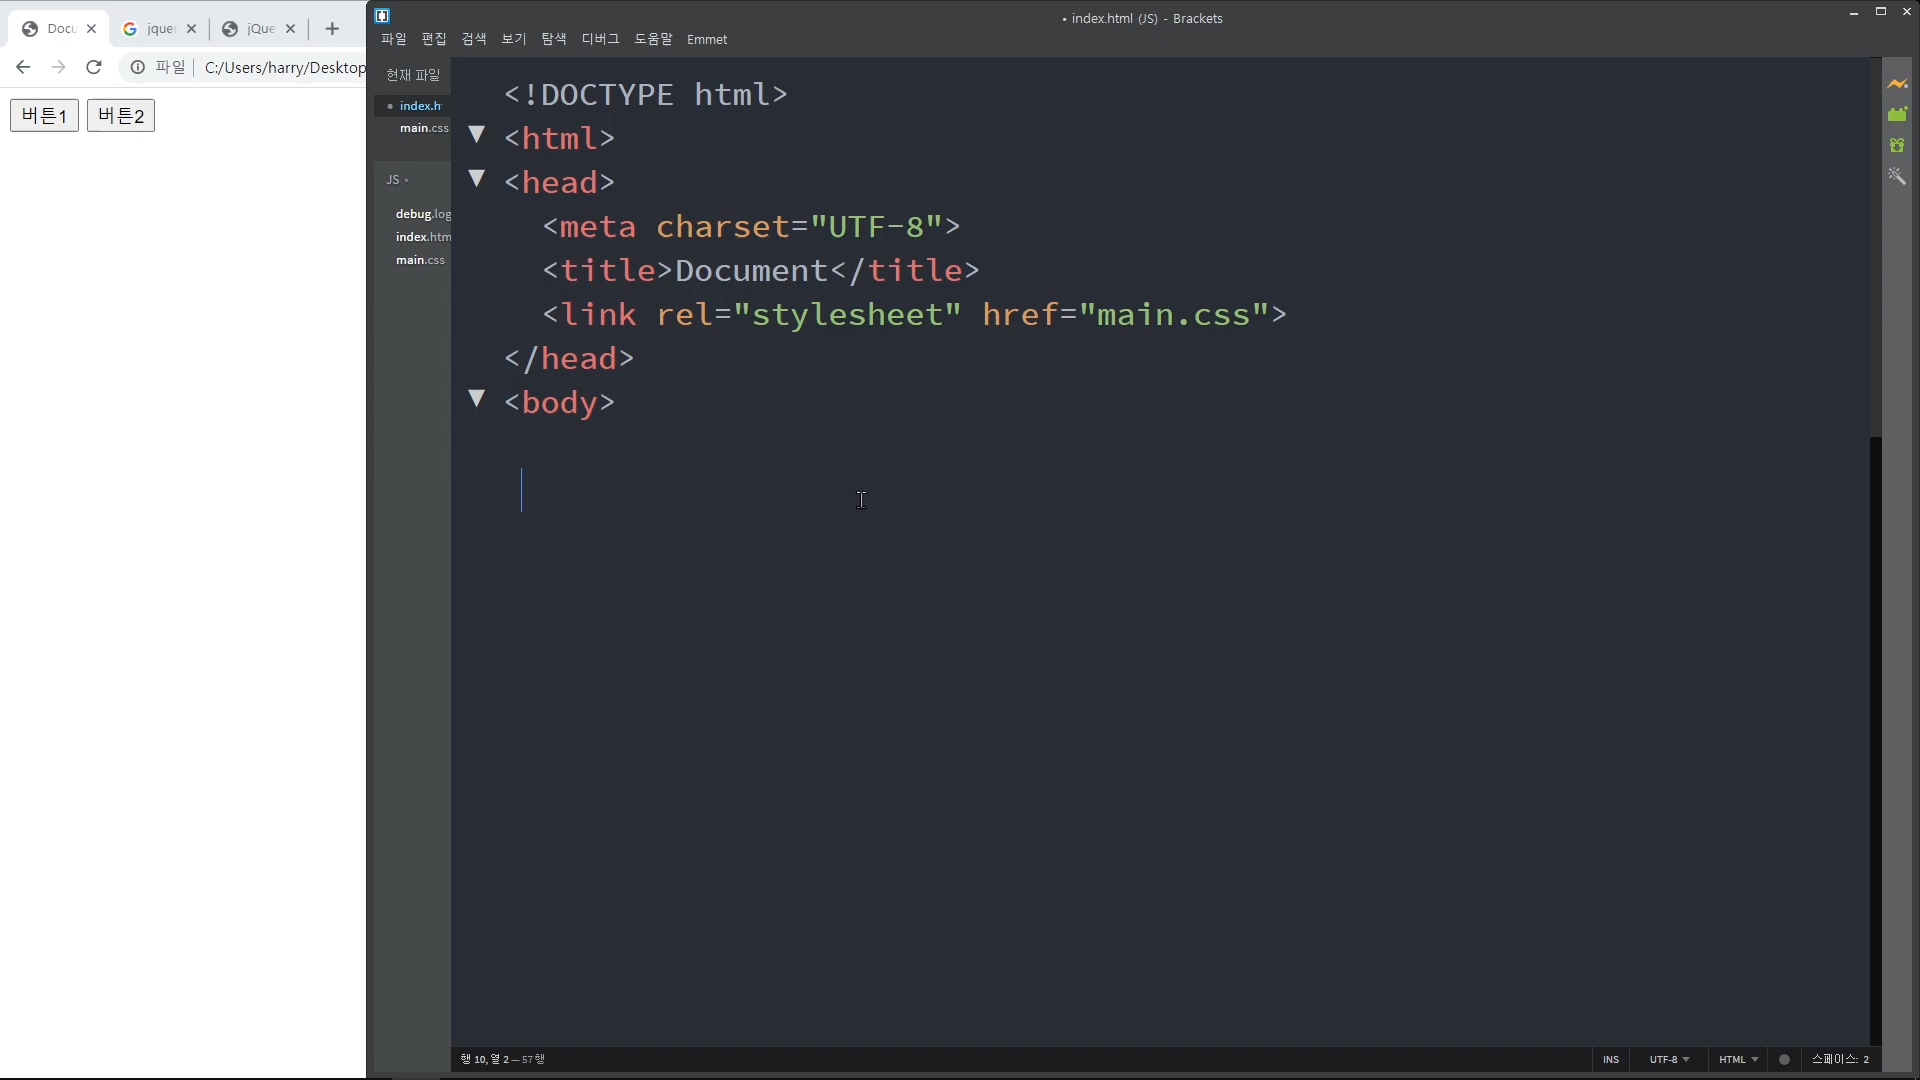 Docu
jquer
jQue
파일 C:/Users/harry/Desktop
버튼1 버튼2
• index.html (JS) - Brackets
파일 편집 검색 보기 탐색 디버그 도움말 Emmet
현재 파일
• index.h
main.css
JS
debug.log
index.htm
main.css
<!DOCTYPE html>
<html>
<head>
<meta charset="UTF-8">
<title>Document</title>
<link rel="stylesheet" href="main.css">
</head>
<body>
행 10, 열 2 — 57 행
INS UTF-8 HTML 스페이스: 2